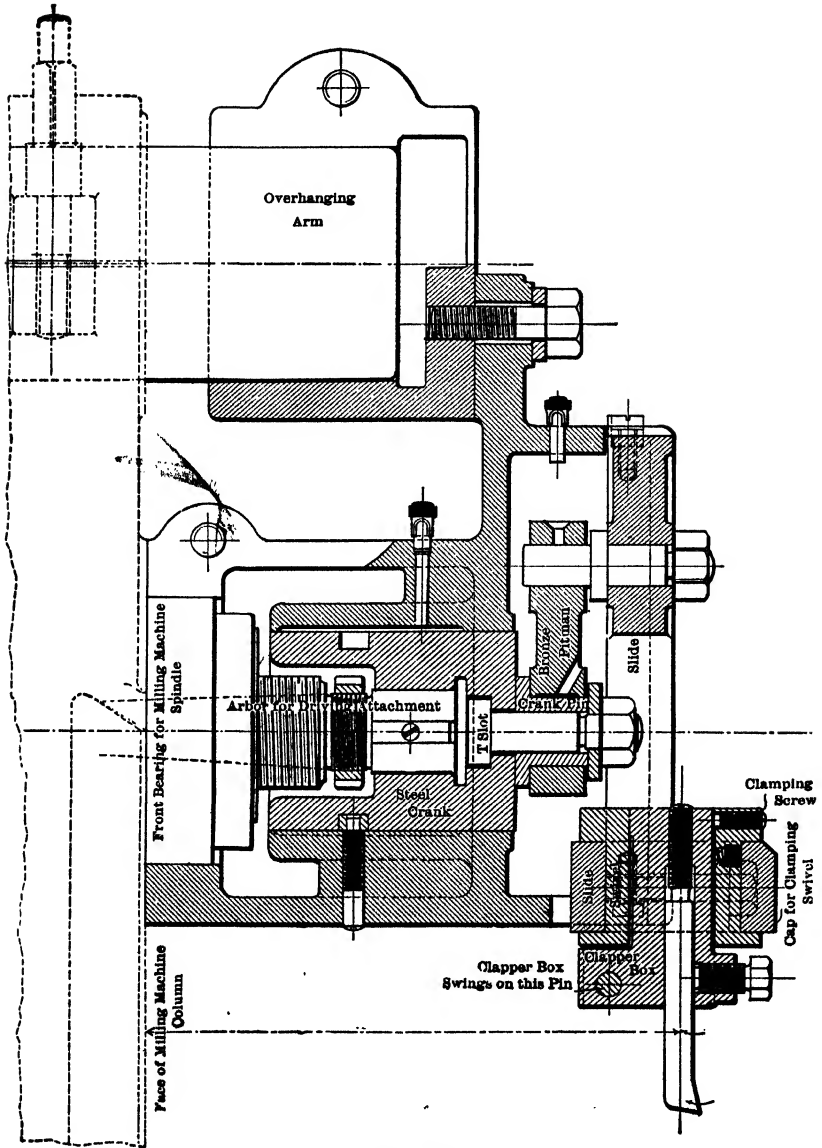 Overhanging
Arm
Front Bearing for Milling Machine
Spindle
Arbor for Driving Attachment
Bronze
Pitman
Slide
Crank Pin
T Slot
Steel
Crank
Clamping
Screw
Slide
Cap for Clamping
Swivel
Clapper
Box
Clapper Box
Swings on this Pin
Face of Milling Machine
Column